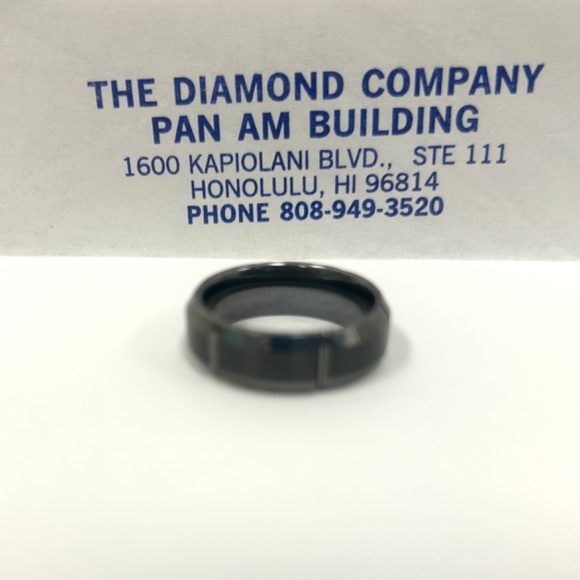 THE DIAMOND COMPANY
PAN AM BUILDING
1600 KAPIOLANI BLVD., STE 111
HONOLULU, HI 96814
PHONE 808-949-3520